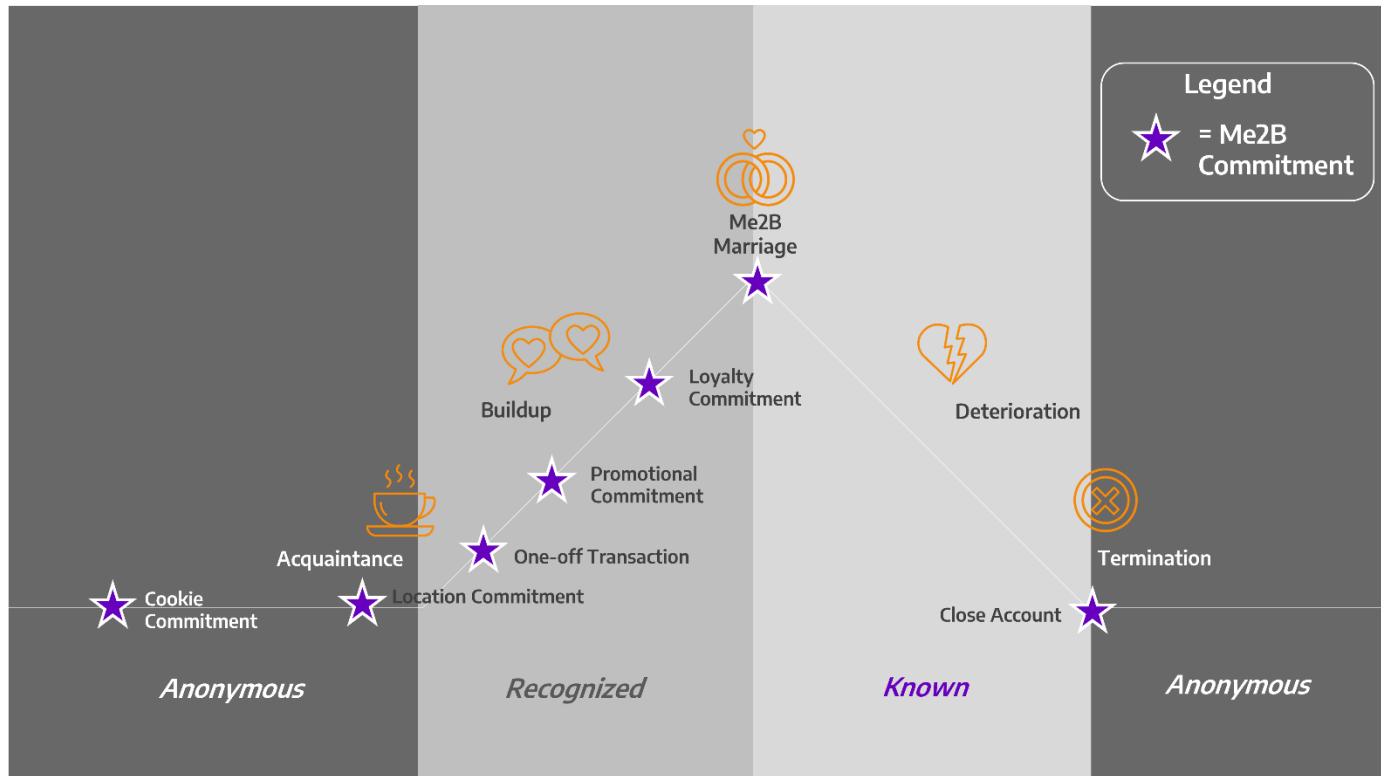 Legend
= Me2B
Commitment
Me2B
Marriage
Buildup
Loyalty
Commitment
Deterioration
Promotional
Commitment
Acquaintance
One-off Transaction
Termination
Cookie
Commitment
Location Commitment
Close Account
Anonymous
Recognized
Known
Anonymous